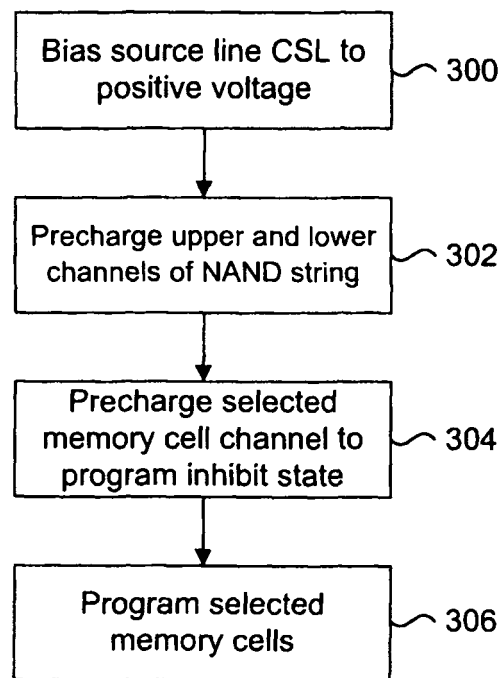 Bias source line CSL to
positive voltage
300
Precharge upper and lower
channels of NAND string
302
Precharge selected
memory cell channel to
program inhibit state
304
Program selected
memory cells
306